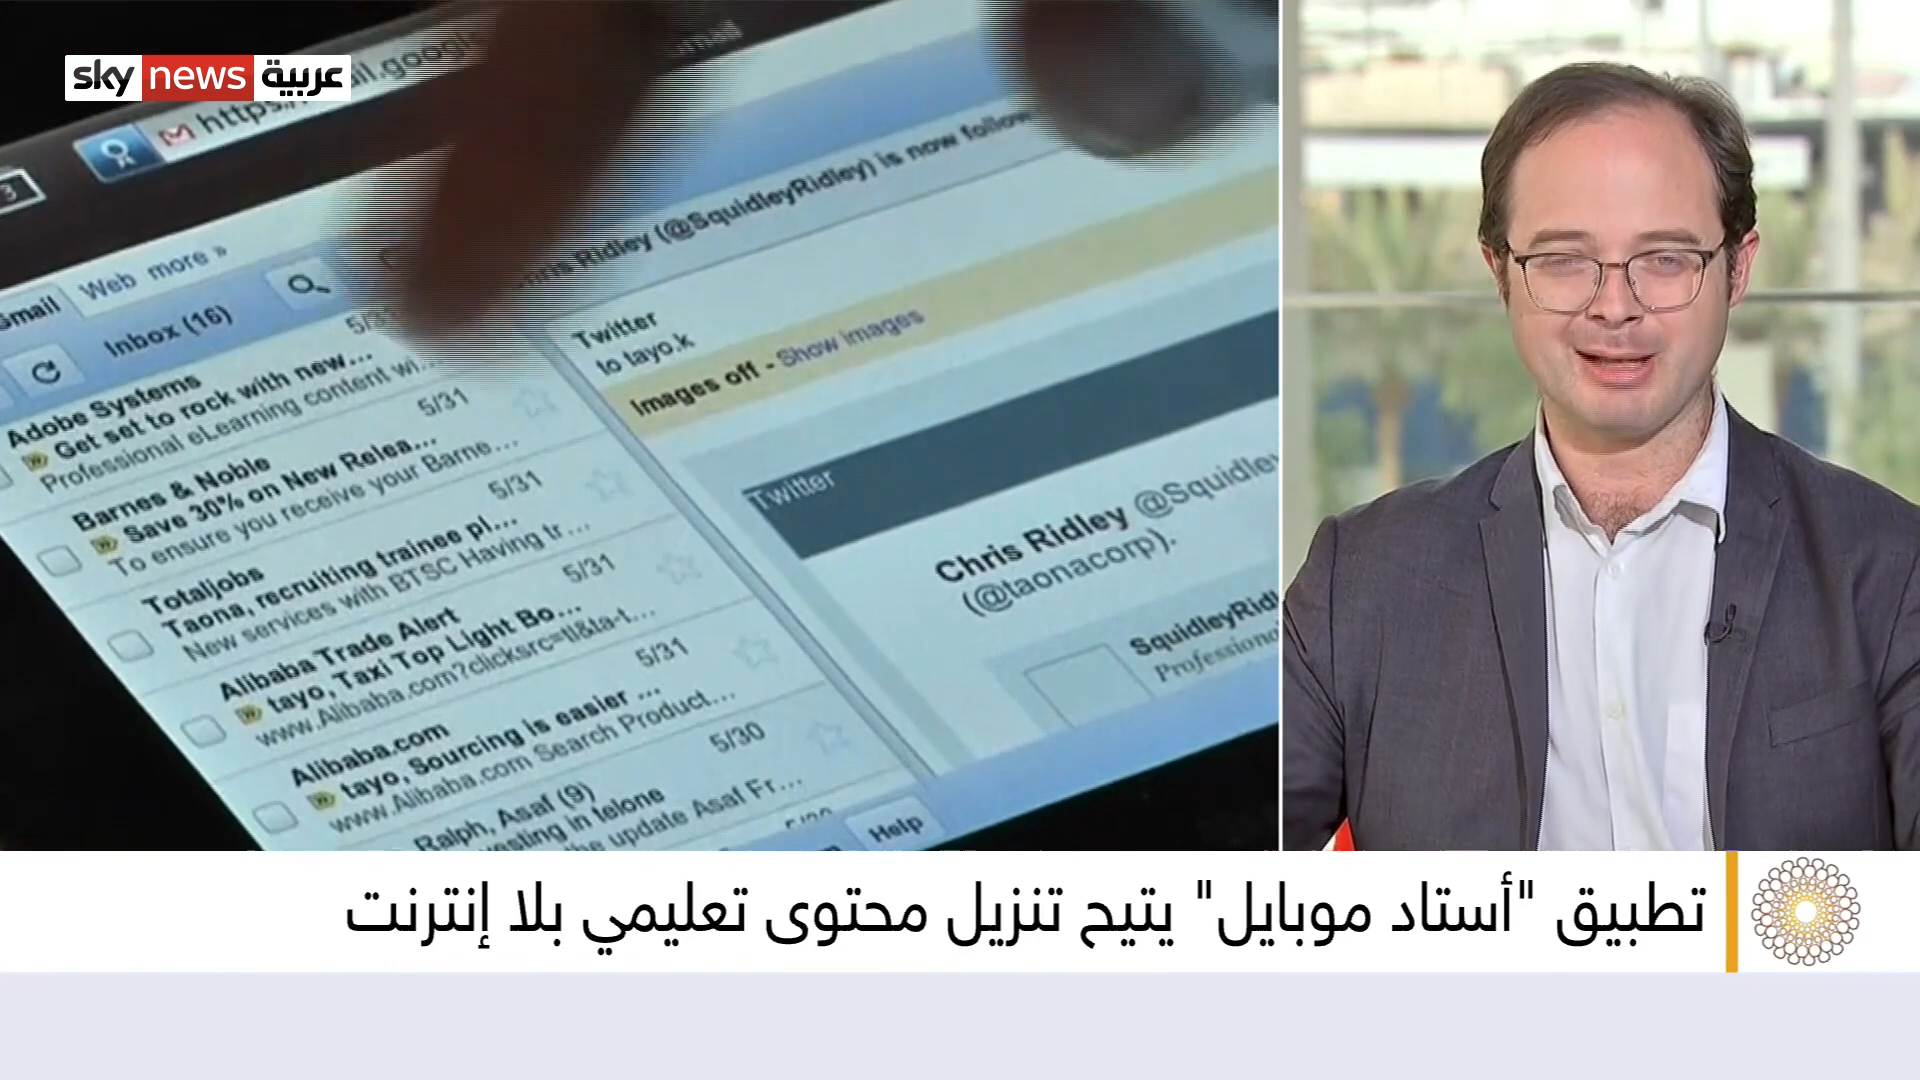 sky news عربية
Web more »
Inbox (16)
Adobe Systems
Get set to rock with new...
Professional eLearning content wi...
5/31
Barnes & Noble
Save 30% on New Relea...
To ensure you receive your Barne...
5/31
Totaljobs
Taona, recruiting trainee pl...
New services with BTSC Having tr...
5/31
Alibaba Trade Alert
tayo, Taxi Top Light Bo...
www.Alibaba.com?clicksrc=tl&ta-t...
5/31
Alibaba.com
tayo, Sourcing is easier ...
www.Alibaba.com Search Product...
5/30
Ralph, Asaf (9)
the update Asaf Fr...
Help
Ridley (@SquidleyRidley) is now
Twitter
to tayo.k
Images off - Show images
Twitter
Chris Ridley
(@taonacorp).
تطبيق "أستاد موبايل" يتيح تنزيل محتوى تعليمي بلا إنترنت